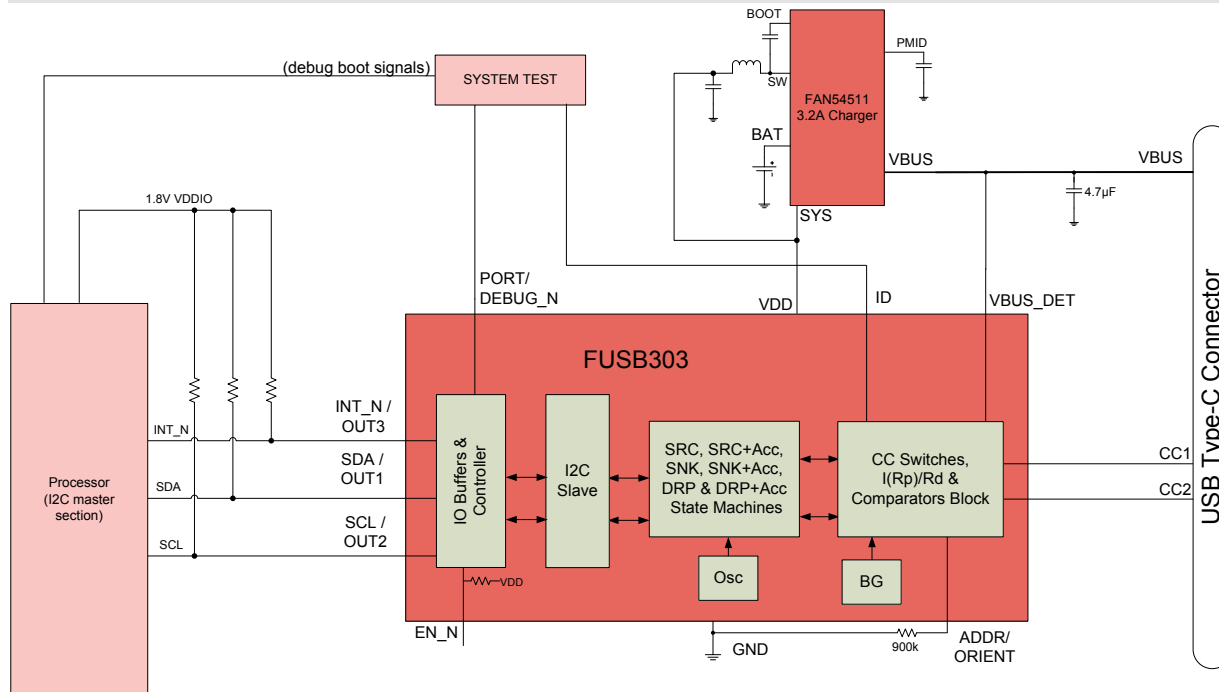 BOOT
PMID
(debug boot signals)
SYSTEM TEST
SW
FAN54511
3.2A Charger
BAT
VBUS
VBUS
4.7µF
1.8V VDDIO
SYS
PORT/
DEBUG_N
VDD
ID
VBUS_DET
USB Type-C Connector
FUSB303
INT_N
INT_N /
OUT3
SDA
SDA /
OUT1
SCL
SCL /
OUT2
Processor
(I2C master
section)
IO Buffers &
Controller
I2C
Slave
SRC, SRC+Acc,
SNK, SNK+Acc,
DRP & DRP+Acc
State Machines
CC Switches,
I(Rp)/Rd &
Comparators Block
CC1
CC2
Osc
BG
VDD
EN_N
GND
900k
ADDR/
ORIENT